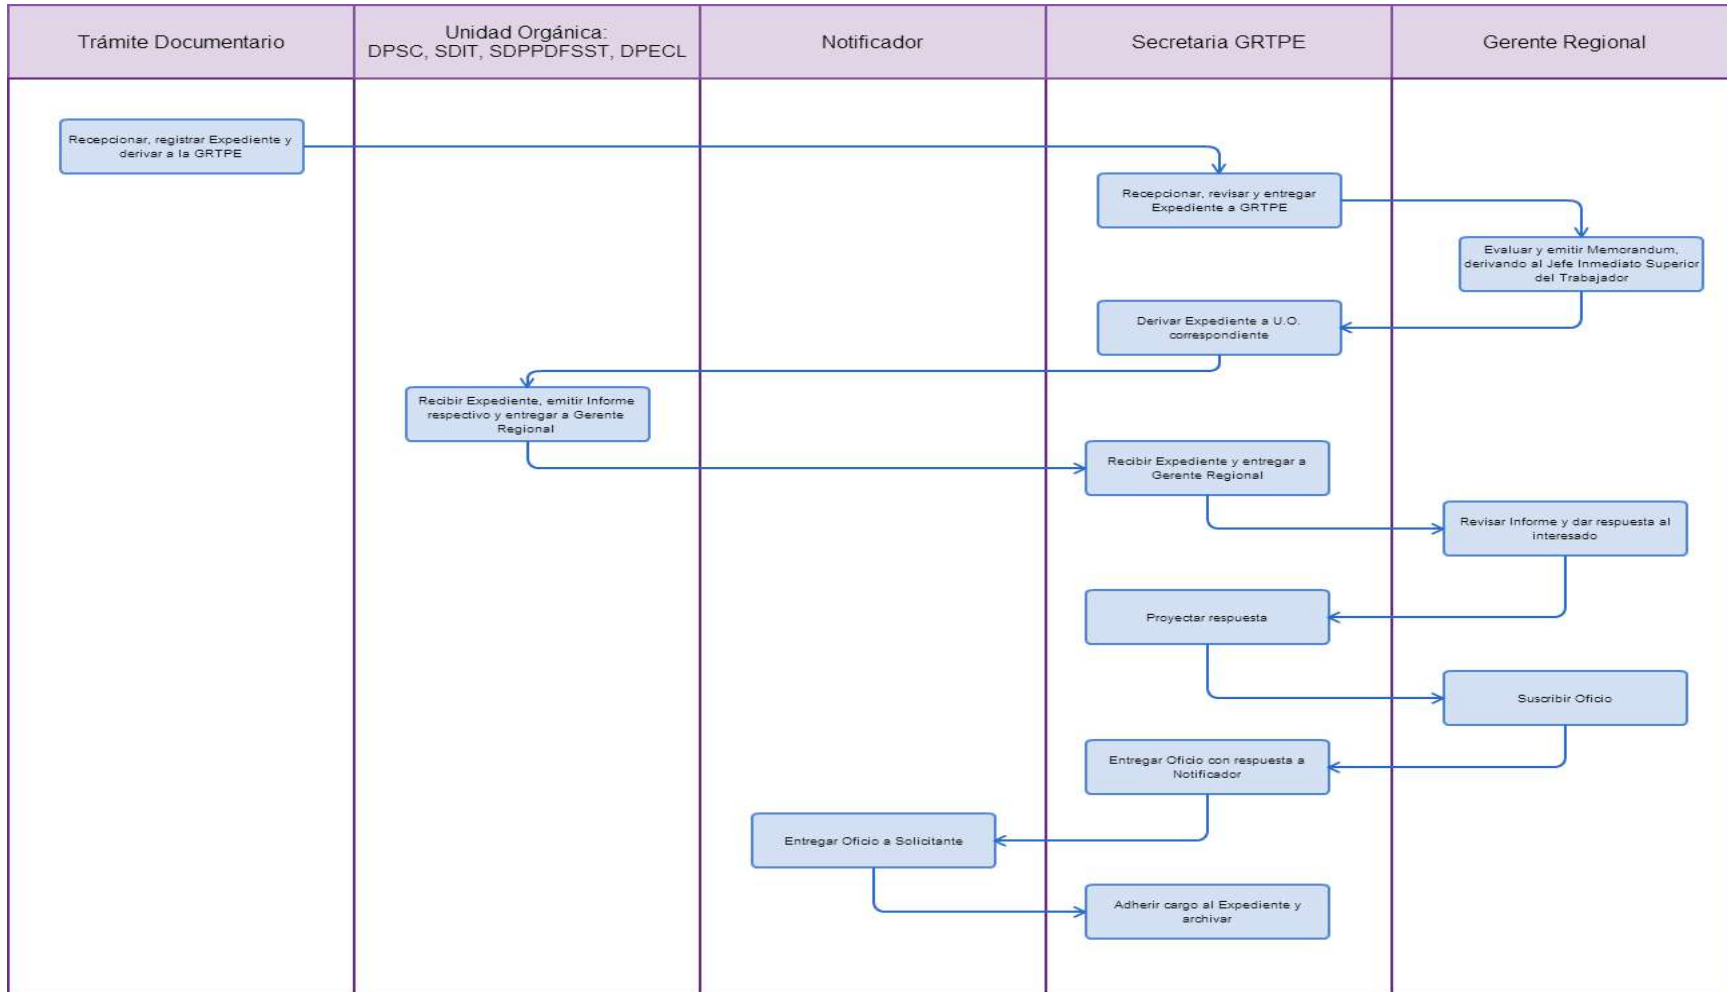 Trámite Documentario
Unidad Orgánica:
DPSC, SDIT, SDPPDFSST, DPECL
Notificador
Secretaria GRTPE
Gerente Regional
Recepcionar, registrar Expediente y
derivar a la GRTPE
Recepcionar, revisar y entregar
Expediente a GRTPE
Evaluar y emitir Memorandum,
derivando al Jefe Inmediato Superior
del Trabajador
Derivar Expediente a U.O.
correspondiente
Recibir Expediente, emitir Informe
respectivo y entregar a Gerente
Regional
Recibir Expediente y entregar a
Gerente Regional
Revisar Informe y dar respuesta al
interesado
Proyectar respuesta
Suscribir Oficio
Entregar Oficio con respuesta a
Notificador
Entregar Oficio a Solicitante
Adherir cargo al Expediente y
archivar